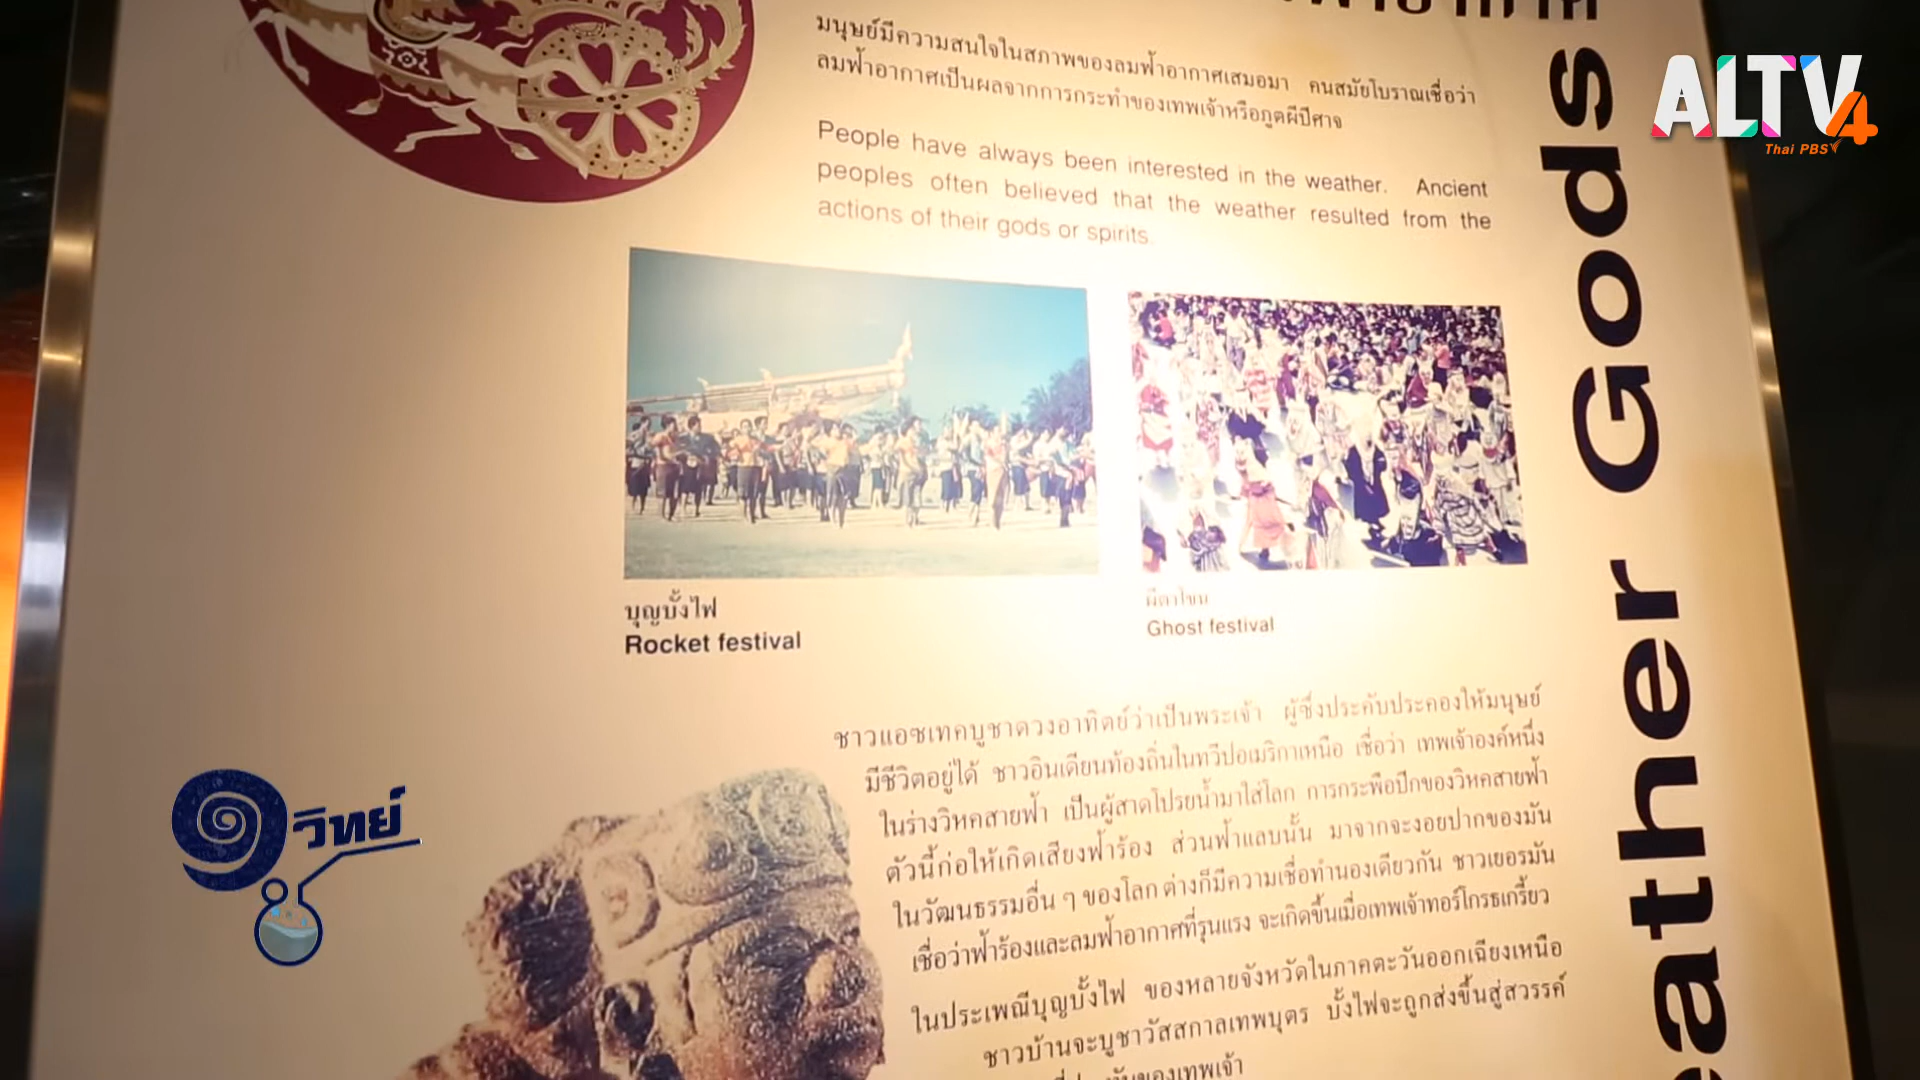 มนุษย์มีความสนใจในสภาพของลมฟ้าอากาศเสมอมา คนสมัยโบราณเชื่อว่า
ลมฟ้าอากาศเป็นผลจากการกระทำของเทพเจ้าหรือภูตผีปีศาจ
People have always been interested in the weather. Ancient
peoples often believed that the weather resulted from the
actions of their gods or spirits.
บุญบั้งไฟ
Rocket festival
ผีตาโขน
Ghost festival
ชาวแอซเทคบูชาดวงอาทิตย์ว่าเป็นพระเจ้า ผู้ซึ่งประคับประคองให้มนุษย์
มีชีวิตอยู่ได้ ชาวอินเดียนท้องถิ่นในทวีปอเมริกาเหนือ เชื่อว่า เทพเจ้าองค์หนึ่ง
ในร่างวิหคสายฟ้า เป็นผู้สาดโปรยน้ำมาใส่โลก การกระพือปีกของวิหคสายฟ้า
ตัวนี้ก่อให้เกิดเสียงฟ้าร้อง ส่วนฟ้าแลบนั้น มาจากจะงอยปากของมัน
ในวัฒนธรรมอื่น ๆ ของโลก ต่างก็มีความเชื่อทำนองเดียวกัน ชาวเยอรมัน
เชื่อว่าฟ้าร้องและลมฟ้าอากาศที่รุนแรง จะเกิดขึ้นเมื่อเทพเจ้าทอร์โกรธเกรี้ยว
ในประเพณีบุญบั้งไฟ ของหลายจังหวัดในภาคตะวันออกเฉียงเหนือ
ชาวบ้านจะบูชาวัสสกาลเทพบุตร บั้งไฟจะถูกส่งขึ้นสู่สวรรค์
ของเทพเจ้า
eather Gods
ALTV4
Thai PBS
๑วิทย์